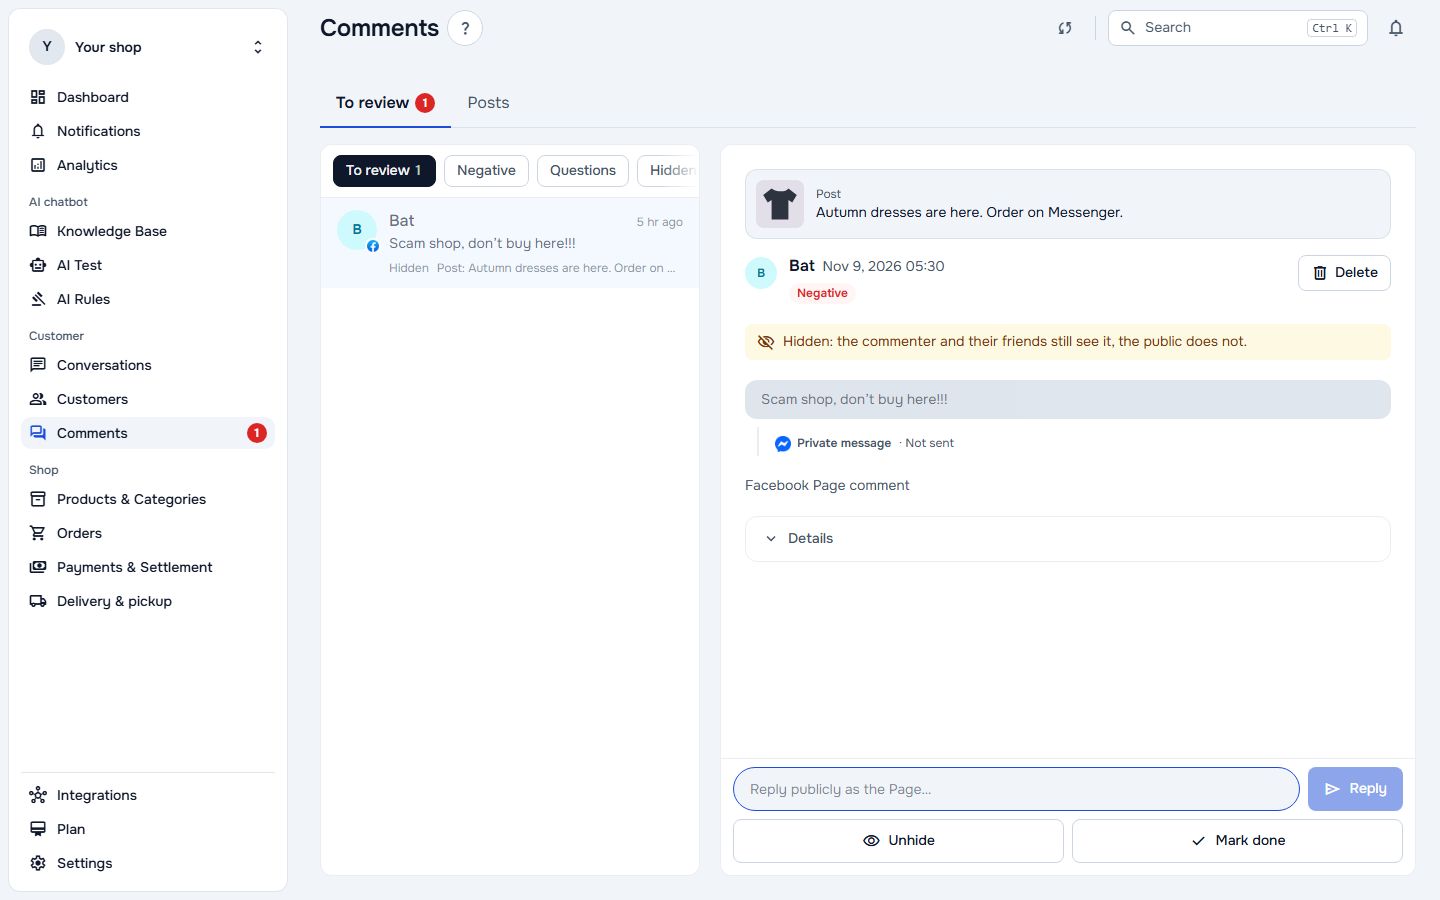 Y
Your shop
Dashboard
Notifications
Analytics
AI chatbot
Knowledge Base
AI Test
AI Rules
Customer
Conversations
Customers
Comments 1
Shop
Products & Categories
Orders
Payments & Settlement
Delivery & pickup
Integrations
Plan
Settings
Comments ?
Search Ctrl K
To review 1 Posts
To review 1 Negative Questions Hidden
B
Bat 5 hr ago
Scam shop, don't buy here!!!
Hidden Post: Autumn dresses are here. Order on ...
Post
Autumn dresses are here. Order on Messenger.
B
Bat Nov 9, 2026 05:30
Negative
Delete
Hidden: the commenter and their friends still see it, the public does not.
Scam shop, don't buy here!!!
Private message · Not sent
Facebook Page comment
Details
Reply publicly as the Page...
Reply
Unhide
Mark done